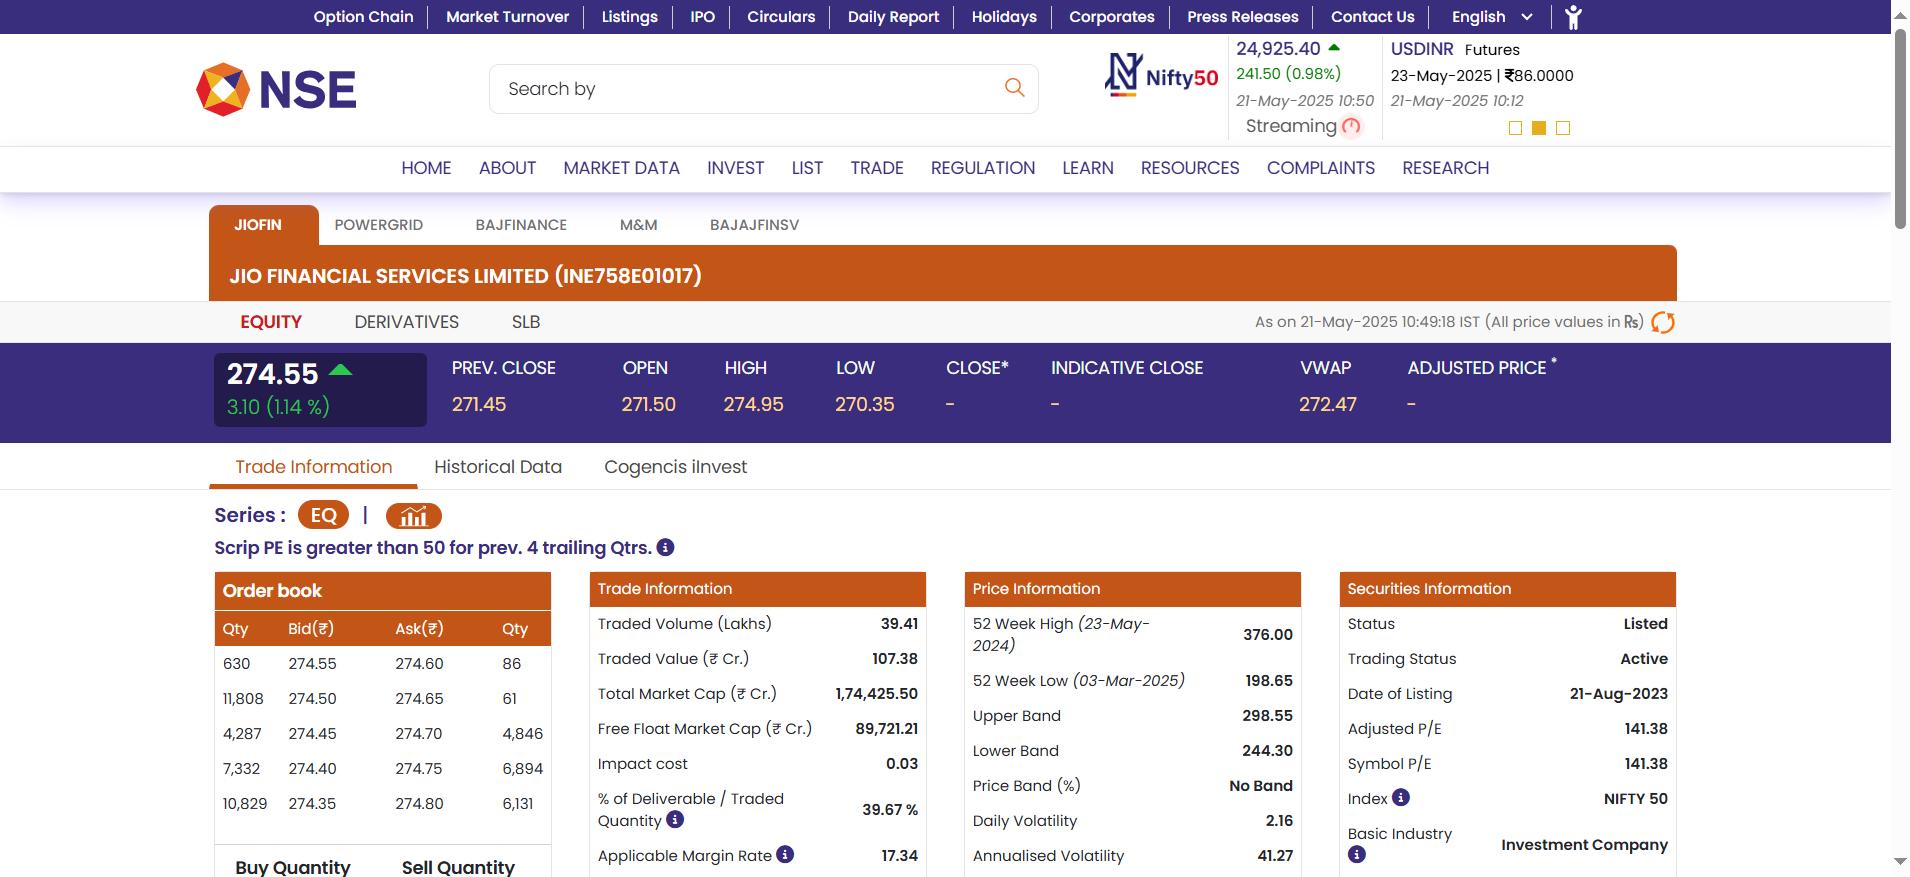 Option Chain Market Turnover Listings IPO Circulars Daily Report Holidays Corporates Press Releases Contact Us English
NSE
Search by
Nifty50
24,925.40
241.50 (0.98%)
21-May-2025 10:50
Streaming
USDINR Futures
23-May-2025 | ₹86.0000
21-May-2025 10:12
HOME ABOUT MARKET DATA INVEST LIST TRADE REGULATION LEARN RESOURCES COMPLAINTS RESEARCH
JIOFIN POWERGRID BAJFINANCE M&M BAJAJFINSV
JIO FINANCIAL SERVICES LIMITED (INE758E01017)
EQUITY DERIVATIVES SLB
As on 21-May-2025 10:49:18 IST (All price values in ₨)
274.55
3.10 (1.14 %)
PREV. CLOSE OPEN HIGH LOW CLOSE* INDICATIVE CLOSE VWAP ADJUSTED PRICE *
271.45 271.50 274.95 270.35 - - 272.47 -
Trade Information Historical Data Cogencis iInvest
Series : EQ |
Scrip PE is greater than 50 for prev. 4 trailing Qtrs.
Order book
Qty Bid(₹) Ask(₹) Qty
630 274.55 274.60 86
11,808 274.50 274.65 61
4,287 274.45 274.70 4,846
7,332 274.40 274.75 6,894
10,829 274.35 274.80 6,131
Buy Quantity Sell Quantity
Trade Information
Traded Volume (Lakhs) 39.41
Traded Value (₹ Cr.) 107.38
Total Market Cap (₹ Cr.) 1,74,425.50
Free Float Market Cap (₹ Cr.) 89,721.21
Impact cost 0.03
% of Deliverable / Traded
Quantity 39.67 %
Applicable Margin Rate 17.34
Price Information
52 Week High (23-May-
2024) 376.00
52 Week Low (03-Mar-2025) 198.65
Upper Band 298.55
Lower Band 244.30
Price Band (%) No Band
Daily Volatility 2.16
Annualised Volatility 41.27
Securities Information
Status Listed
Trading Status Active
Date of Listing 21-Aug-2023
Adjusted P/E 141.38
Symbol P/E 141.38
Index NIFTY 50
Basic Industry
Investment Company